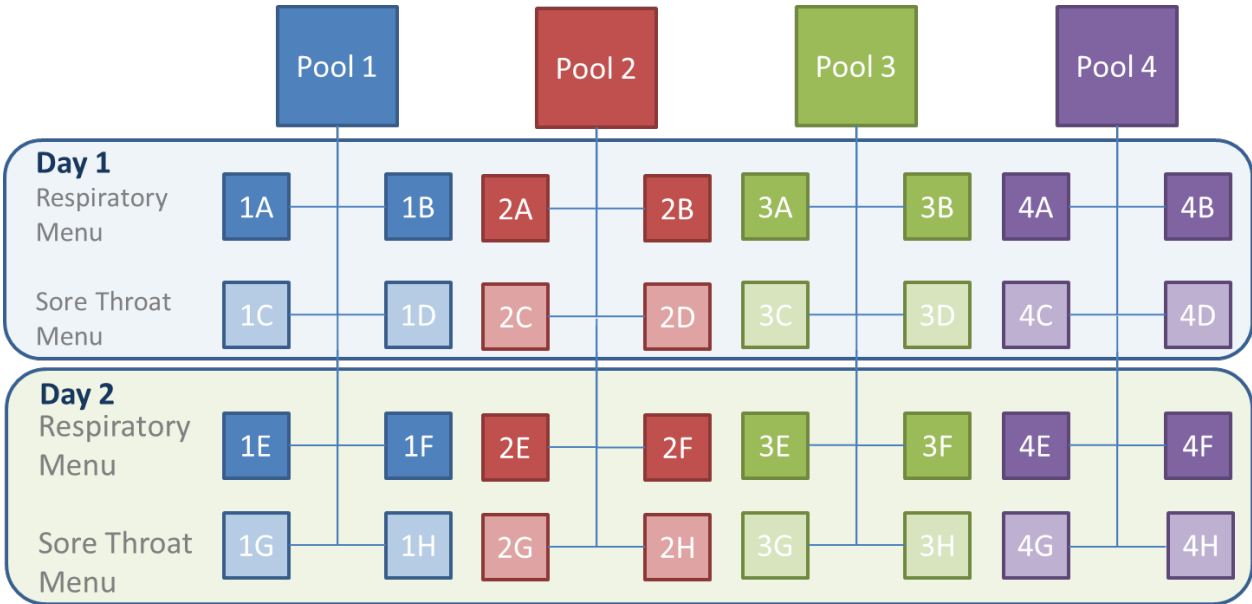 Pool 1 Pool 2 Pool 3 Pool 4
Day 1
Respiratory
Menu
1A 1B 2A 2B 3A 3B 4A 4B
Sore Throat
Menu
1C 1D 2C 2D 3C 3D 4C 4D
Day 2
Respiratory
Menu
1E 1F 2E 2F 3E 3F 4E 4F
Sore Throat
Menu
1G 1H 2G 2H 3G 3H 4G 4H